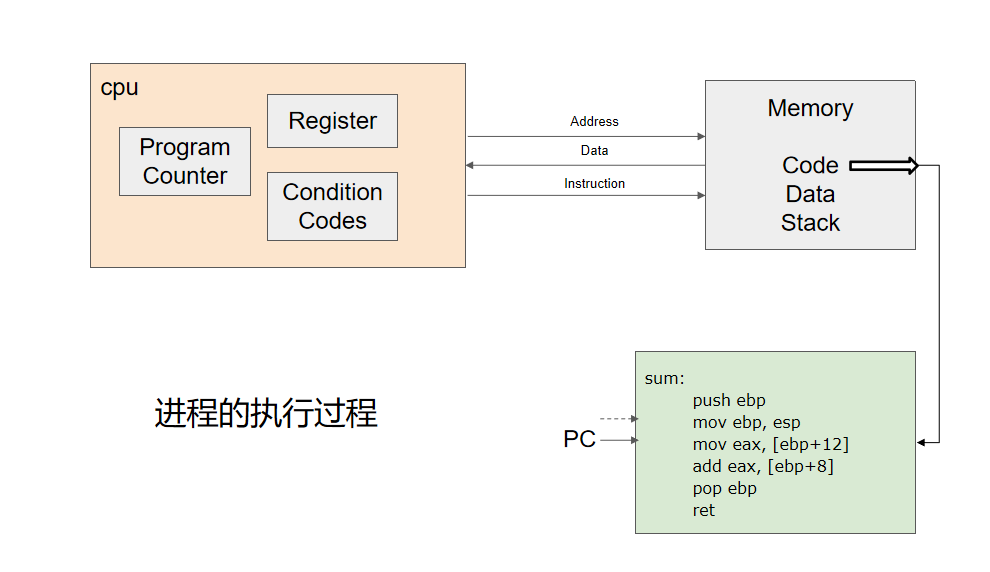 cpu
Program
Counter
Register
Condition
Codes
Address
Data
Instruction
Memory
Code
Data
Stack
进程的执行过程
PC
sum:
push ebp
mov ebp, esp
mov eax, [ebp+12]
add eax, [ebp+8]
pop ebp
ret